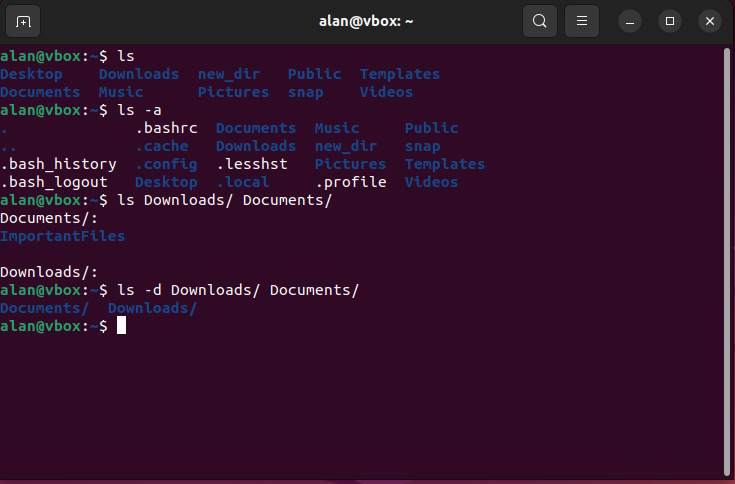 alan@vbox: ~
alan@vbox:~$ ls
Desktop    Downloads  new_dir   Public  Templates
Documents  Music      Pictures  snap    Videos
alan@vbox:~$ ls -a
.              .bashrc  Documents  Music     Public
..             .cache   Downloads  new_dir   snap
.bash_history  .config  .lesshst   Pictures  Templates
.bash_logout   Desktop  .local     .profile  Videos
alan@vbox:~$ ls Downloads/ Documents/
Documents/:
ImportantFiles

Downloads/:
alan@vbox:~$ ls -d Downloads/ Documents/
Documents/  Downloads/
alan@vbox:~$